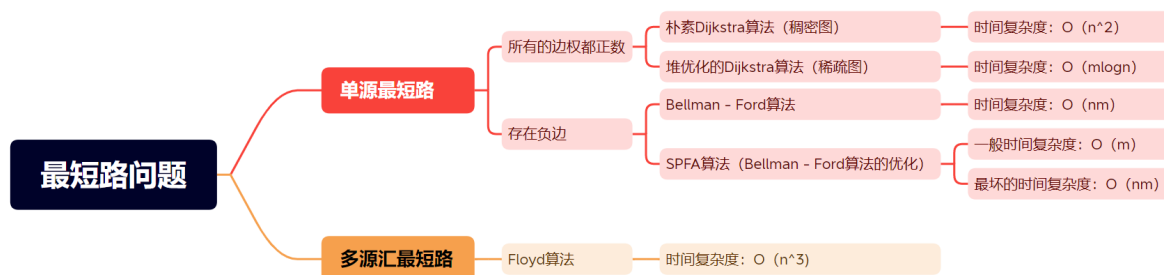 最短路问题
单源最短路
所有的边权都正数
朴素Dijkstra算法（稠密图）
时间复杂度：O（n^2）
堆优化的Dijkstra算法（稀疏图）
时间复杂度：O（mlogn）
存在负边
Bellman - Ford算法
时间复杂度：O（nm）
SPFA算法（Bellman - Ford算法的优化）
一般时间复杂度：O（m）
最坏的时间复杂度：O（nm）
多源汇最短路
Floyd算法
时间复杂度：O（n^3）